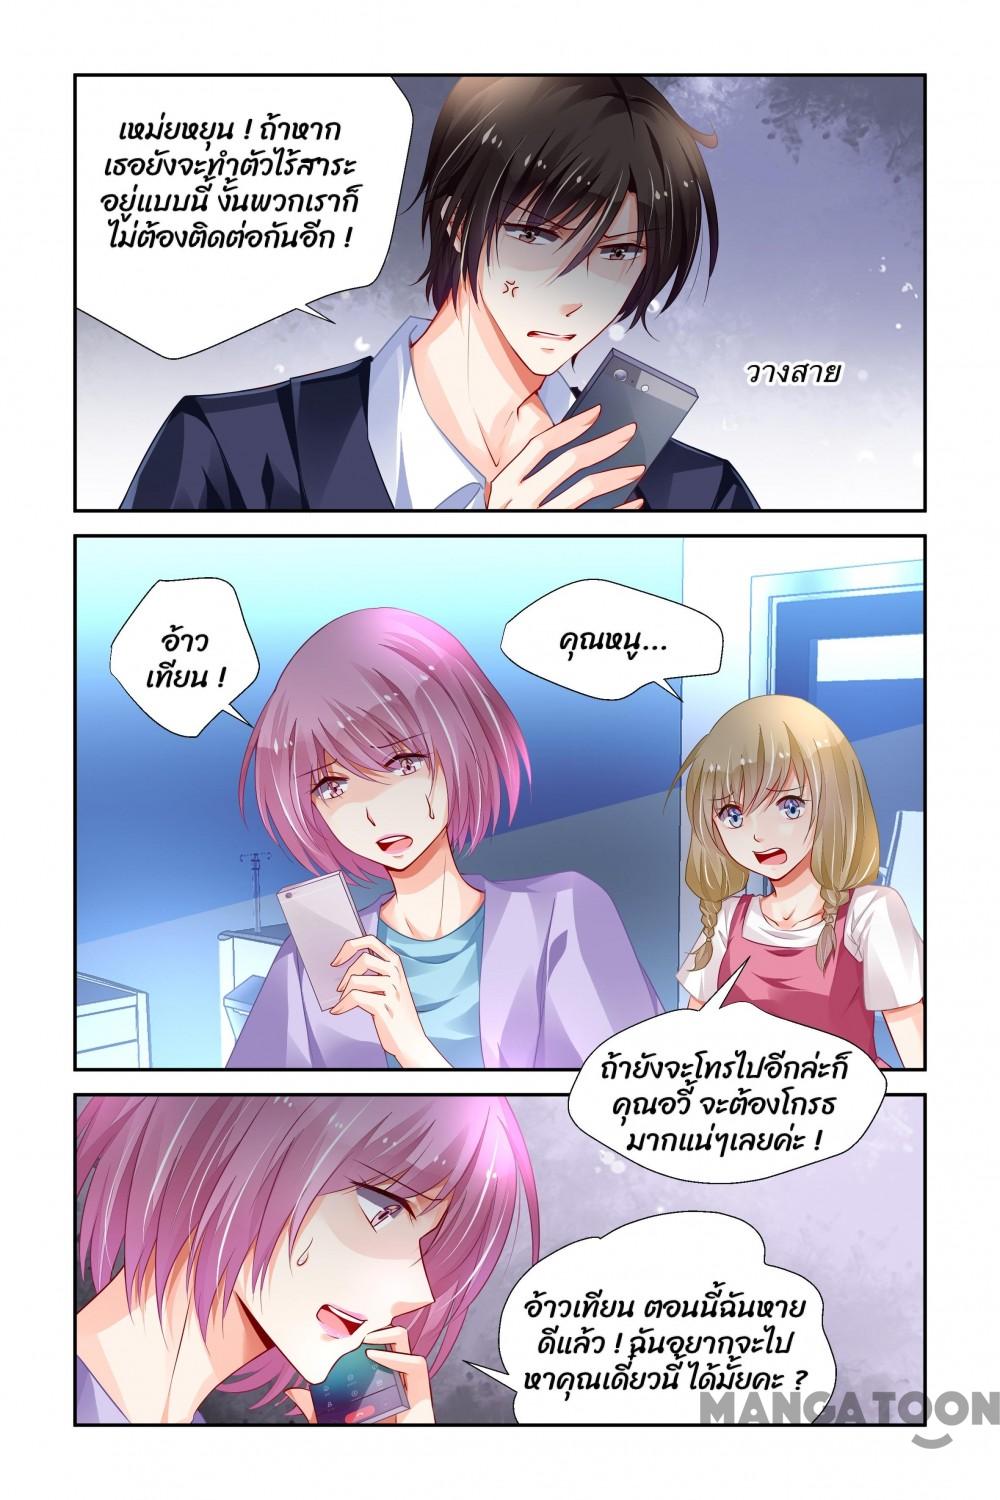 เหม่ยหยุน ! ถ้าหาก
เธอยังจะทำตัวไร้สาระ
อยู่แบบนี้ งั้นพวกเราก็
ไม่ต้องติดต่อกันอีก !
วางสาย
อ้าว
เทียน !
คุณหนู...
ถ้ายังจะโทรไปอีกล่ะก็
คุณอวี้ จะต้องโกรธ
มากแน่ๆเลยค่ะ !
อ้าวเทียน ตอนนี้ฉันหาย
ดีแล้ว ! ฉันอยากจะไป
หาคุณเดี๋ยวนี้ ได้มั้ยคะ ?
MANGATOON